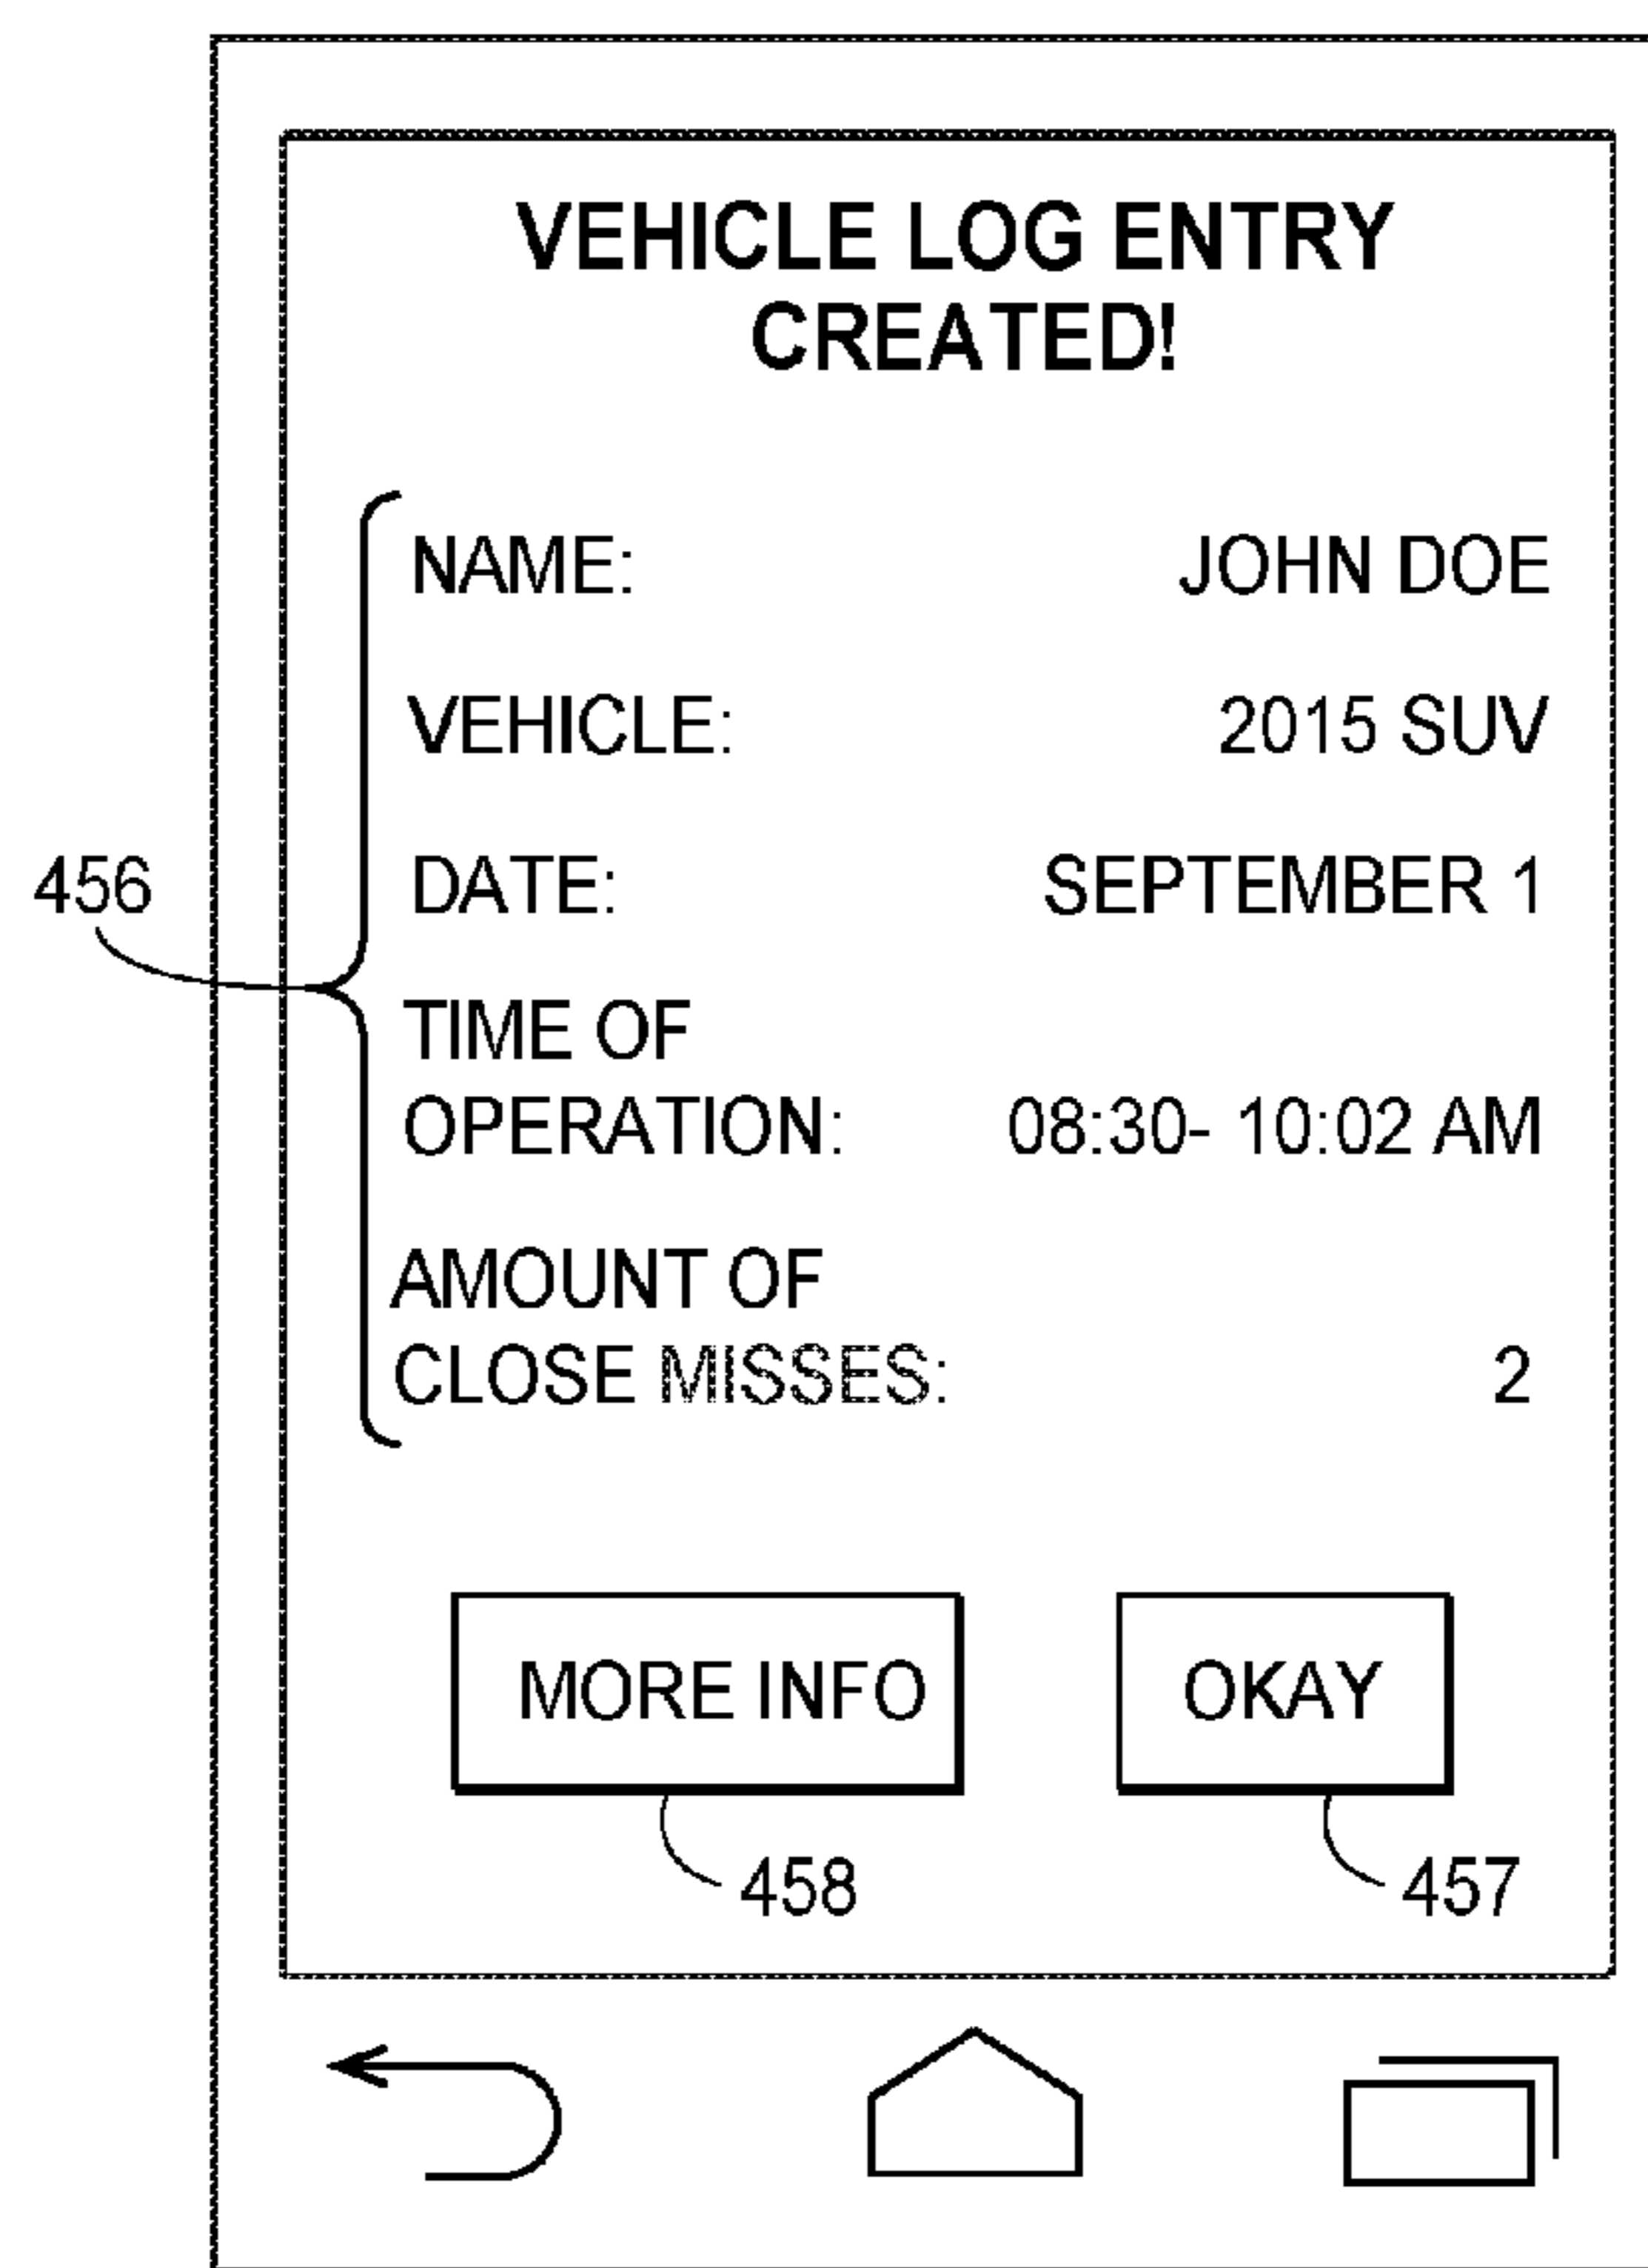 VEHICLE LOG ENTRY
CREATED!
NAME: JOHN DOE
VEHICLE: 2015 SUV
456 DATE: SEPTEMBER 1
TIME OF
OPERATION: 08:30- 10:02 AM
AMOUNT OF
CLOSE MISSES: 2
MORE INFO OKAY
458 457